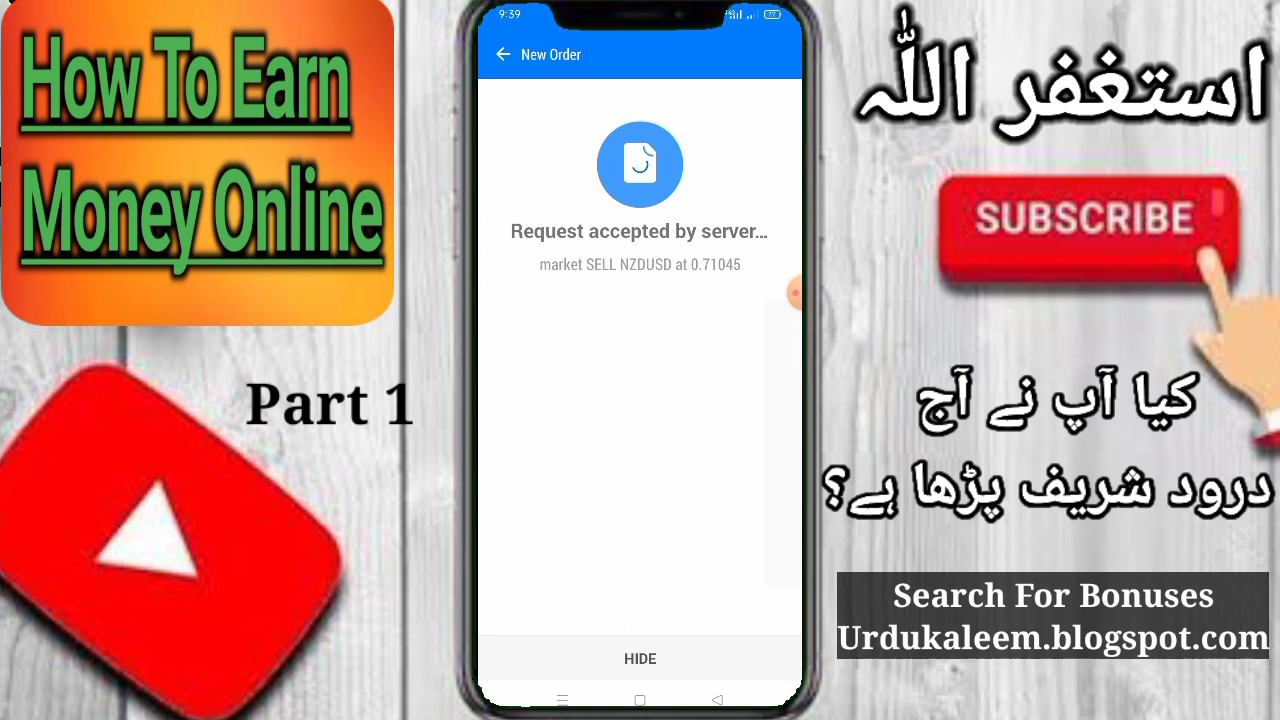 How To Earn
Money Online
Part 1
9:39
77
New Order
Request accepted by server...
market SELL NZDUSD at 0.71045
HIDE
استغفر اللہ
SUBSCRIBE
کیا آپ نے آج
درود شریف پڑھا ہے؟
Search For Bonuses
Urdukaleem.blogspot.com